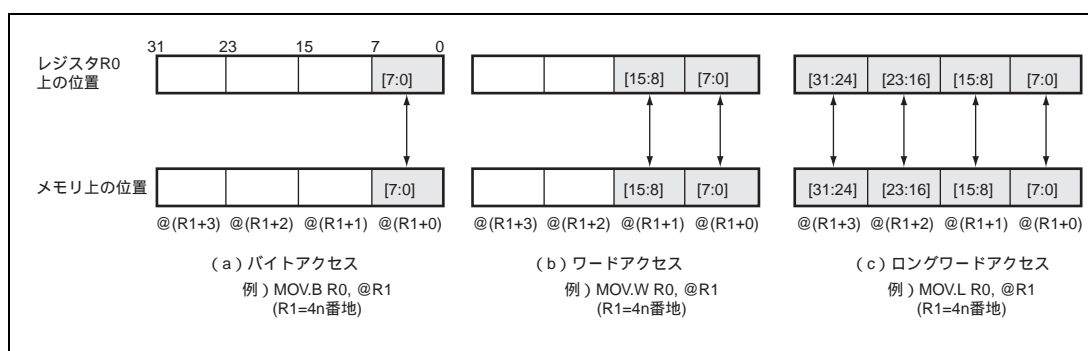 31 23 15 7 0
レジスタR0
上の位置
[7:0] [15:8] [7:0] [31:24] [23:16] [15:8] [7:0]
メモリ上の位置
[7:0] [15:8] [7:0] [31:24] [23:16] [15:8] [7:0]
@(R1+3) @(R1+2) @(R1+1) @(R1+0) @(R1+3) @(R1+2) @(R1+1) @(R1+0) @(R1+3) @(R1+2) @(R1+1) @(R1+0)
(a)バイトアクセス (b)ワードアクセス (c)ロングワードアクセス
例)MOV.B R0, @R1 例)MOV.W R0, @R1 例)MOV.L R0, @R1
(R1=4n番地) (R1=4n番地) (R1=4n番地)